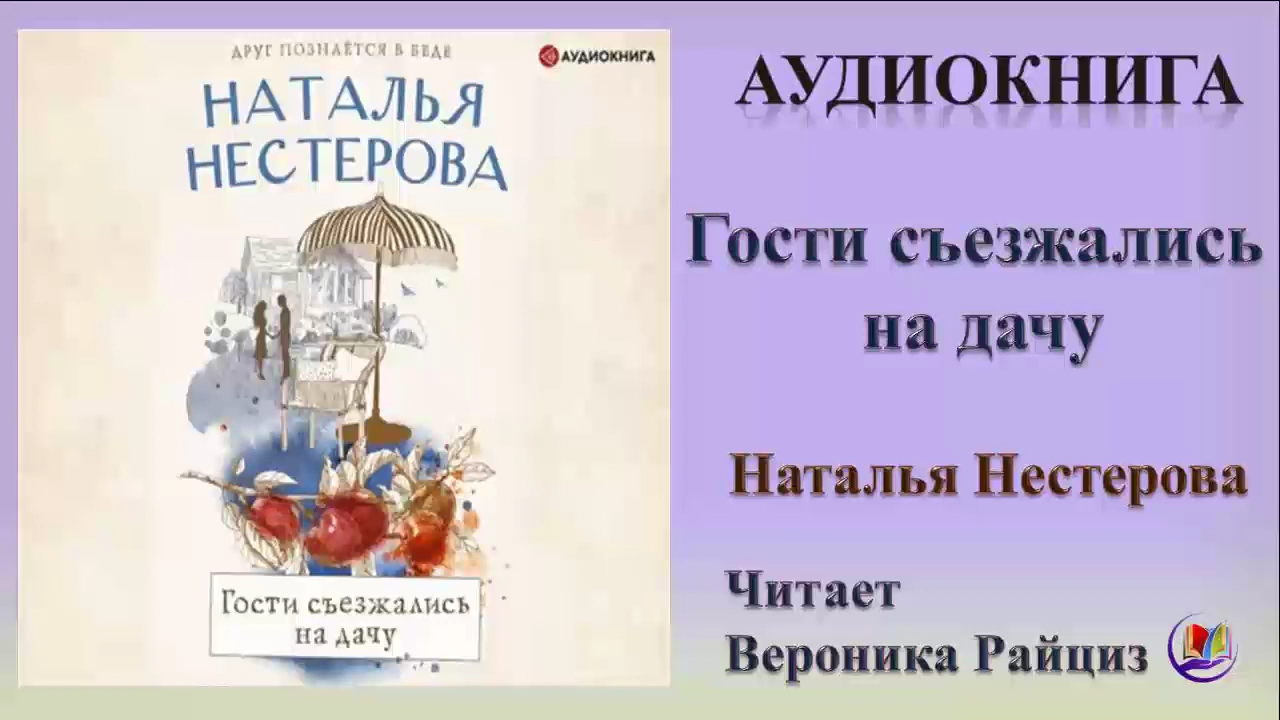 ДРУГ ПОЗНАЁТСЯ В БЕДЕ
АУДИОКНИГА
НАТАЛЬЯ
НЕСТЕРОВА
Гости съезжались
на дачу
АУДИОКНИГА
Гости съезжались
на дачу
Наталья Нестерова
Читает
Вероника Райциз